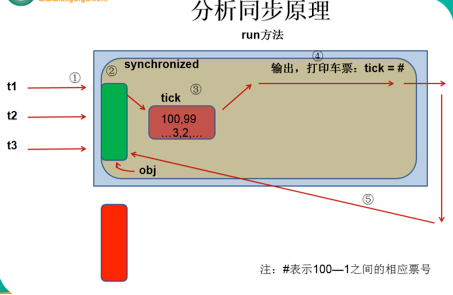 分析同步原理
run方法
④
synchronized
输出，打印车票：tick = #
①
②
③
t1
tick
t2
100,99
…3,2,…
t3
obj
⑤
注：#表示100—1之间的相应票号